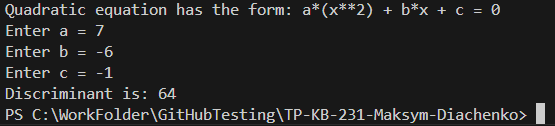 Quadratic equation has the form: a*(x**2) + b*x + c = 0
Enter a = 7
Enter b = -6
Enter c = -1
Discriminant is: 64
PS C:\WorkFolder\GitHubTesting\TP-KB-231-Maksym-Diachenko>